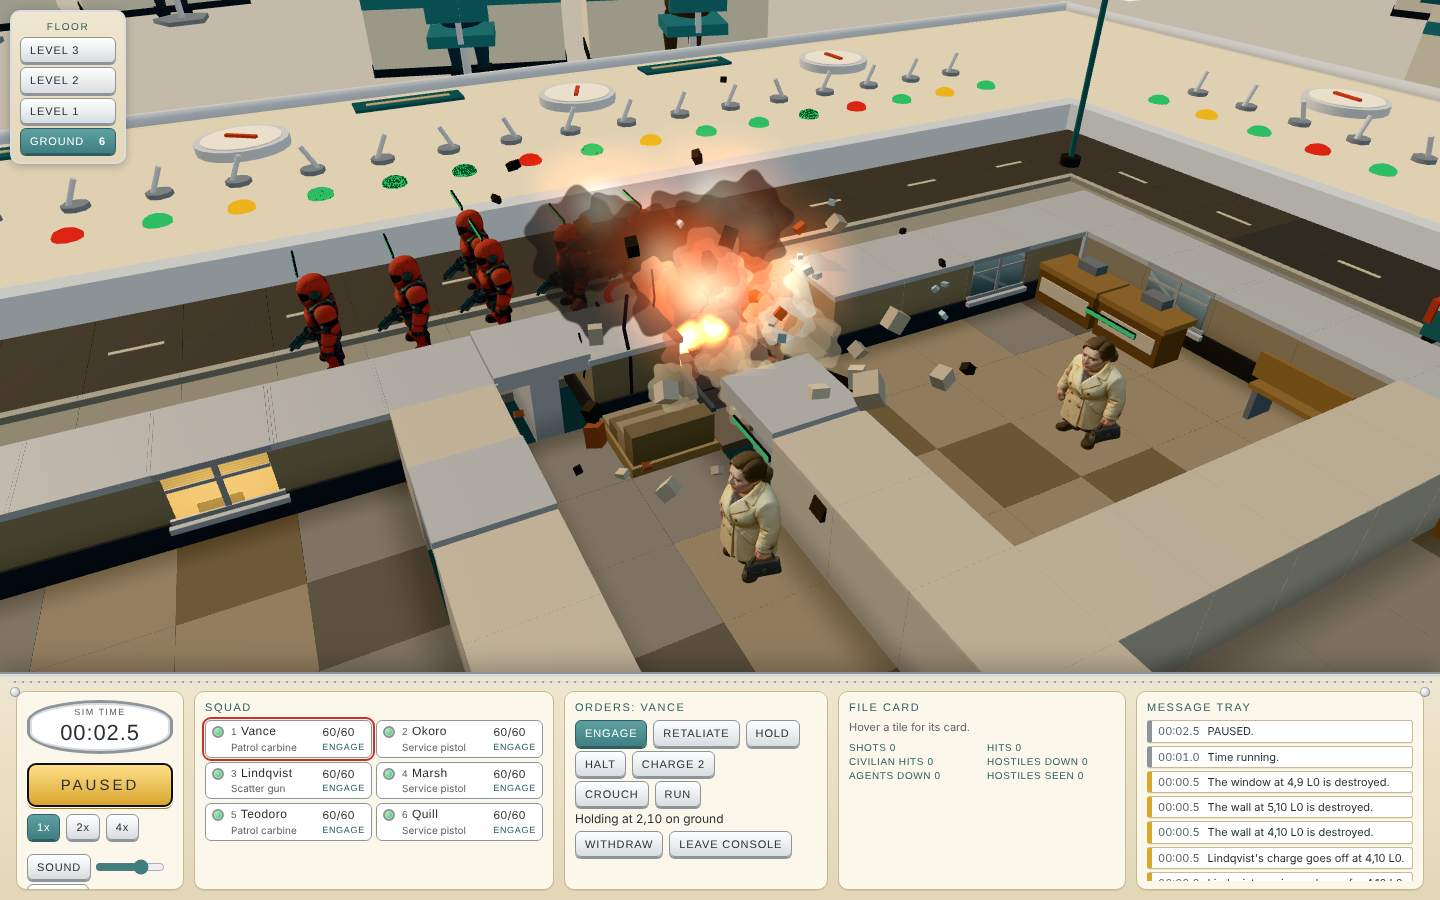 FLOOR
LEVEL 3
LEVEL 2
LEVEL 1
GROUND 6
SIM TIME
00:02.5
PAUSED
1x 2x 4x
SOUND
SQUAD
1 Vance 60/60
Patrol carbine ENGAGE
2 Okoro 60/60
Service pistol ENGAGE
3 Lindqvist 60/60
Scatter gun ENGAGE
4 Marsh 60/60
Service pistol ENGAGE
5 Teodoro 60/60
Patrol carbine ENGAGE
6 Quill 60/60
Service pistol ENGAGE
ORDERS: VANCE
ENGAGE RETALIATE HOLD
HALT CHARGE 2
CROUCH RUN
Holding at 2,10 on ground
WITHDRAW LEAVE CONSOLE
FILE CARD
Hover a tile for its card.
SHOTS 0 HITS 0
CIVILIAN HITS 0 HOSTILES DOWN 0
AGENTS DOWN 0 HOSTILES SEEN 0
MESSAGE TRAY
00:02.5 PAUSED.
00:01.0 Time running.
00:00.5 The window at 4,9 L0 is destroyed.
00:00.5 The wall at 5,10 L0 is destroyed.
00:00.5 The wall at 4,10 L0 is destroyed.
00:00.5 Lindqvist's charge goes off at 4,10 L0.